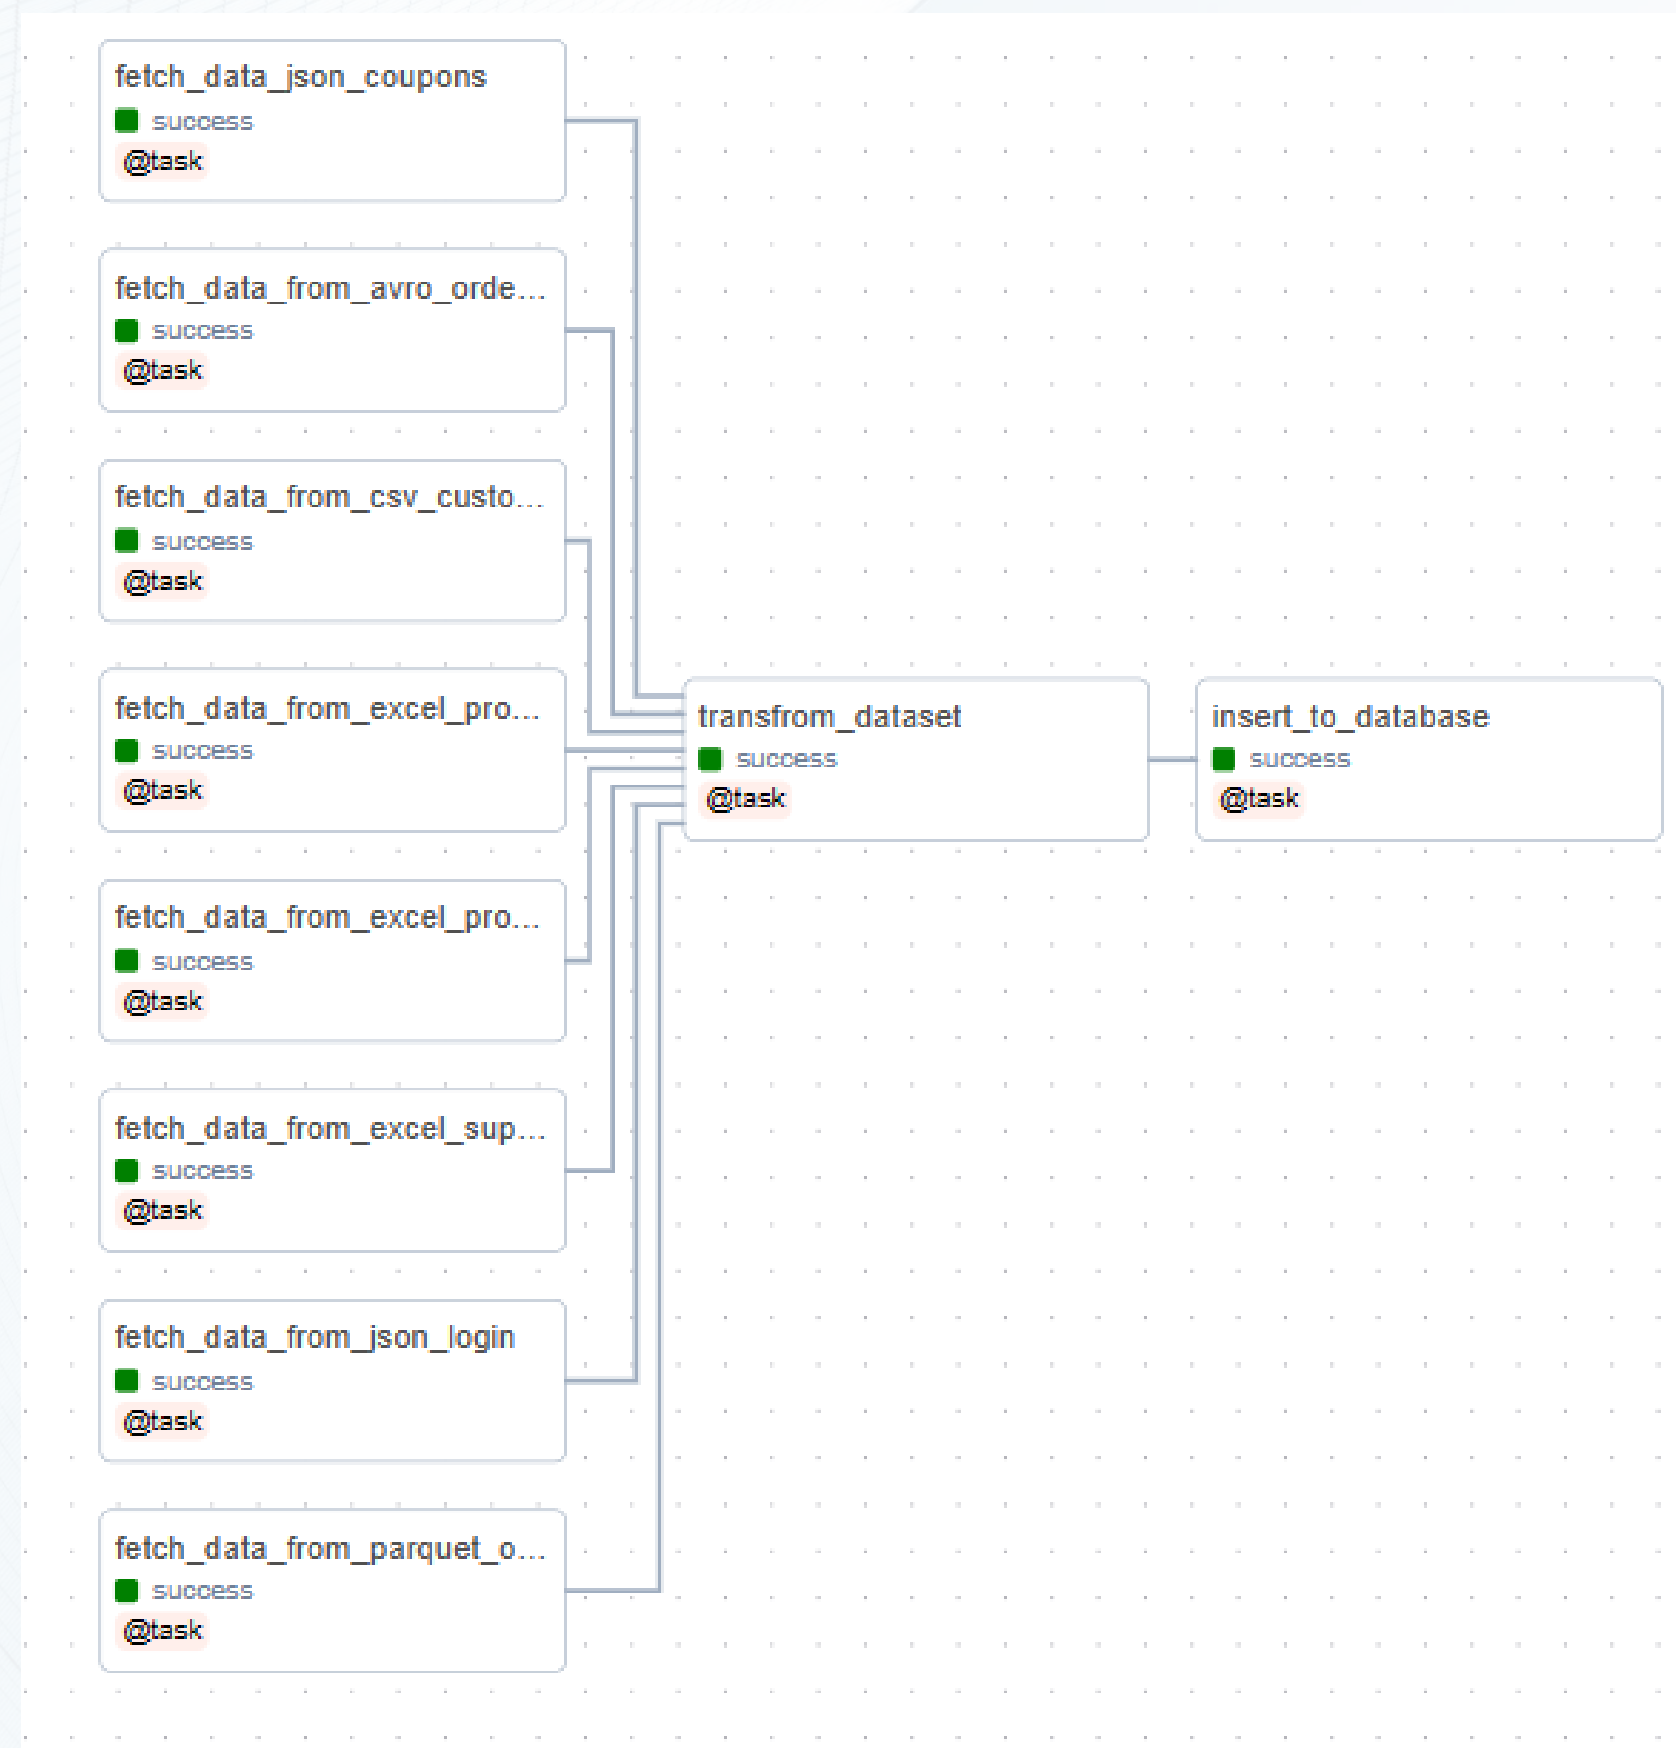 fetch_data_json_coupons
success
@task
fetch_data_from_avro_orde...
success
@task
fetch_data_from_csv_custo...
success
@task
fetch_data_from_excel_pro...
success
@task
fetch_data_from_excel_pro...
success
@task
fetch_data_from_excel_sup...
success
@task
fetch_data_from_json_login
success
@task
fetch_data_from_parquet_o...
success
@task
transfrom_dataset
success
@task
insert_to_database
success
@task